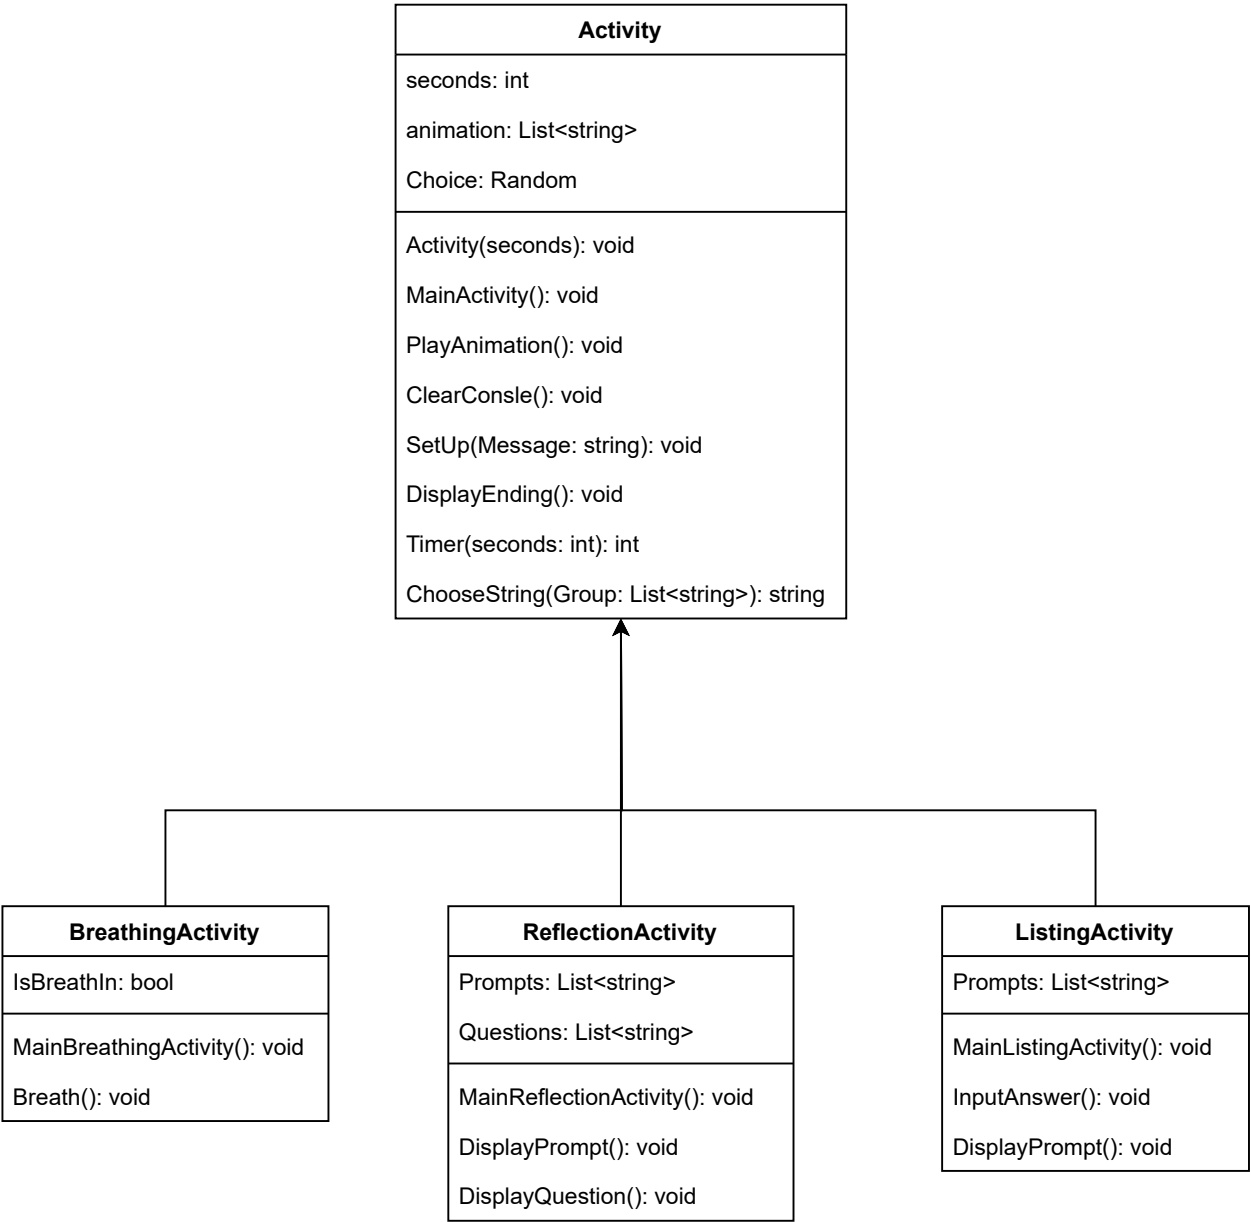 Activity
seconds: int
animation: List<string>
Choice: Random
Activity(seconds): void
MainActivity(): void
PlayAnimation(): void
ClearConsle(): void
SetUp(Message: string): void
DisplayEnding(): void
Timer(seconds: int): int
ChooseString(Group: List<string>): string
BreathingActivity
IsBreathIn: bool
MainBreathingActivity(): void
Breath(): void
ReflectionActivity
Prompts: List<string>
Questions: List<string>
MainReflectionActivity(): void
DisplayPrompt(): void
DisplayQuestion(): void
ListingActivity
Prompts: List<string>
MainListingActivity(): void
InputAnswer(): void
DisplayPrompt(): void